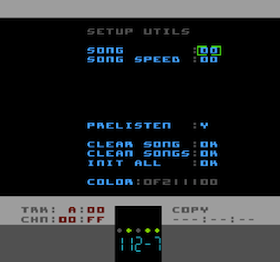 SETUP UTILS
SONG :00
SONG SPEED :00
PRELISTEN :Y
CLEAR SONG :OK
CLEAN SONGS:OK
INIT ALL :OK
COLOR:0F211100
TRK: A:00 COPY
CHN:00:FF ---:--:--
112-7